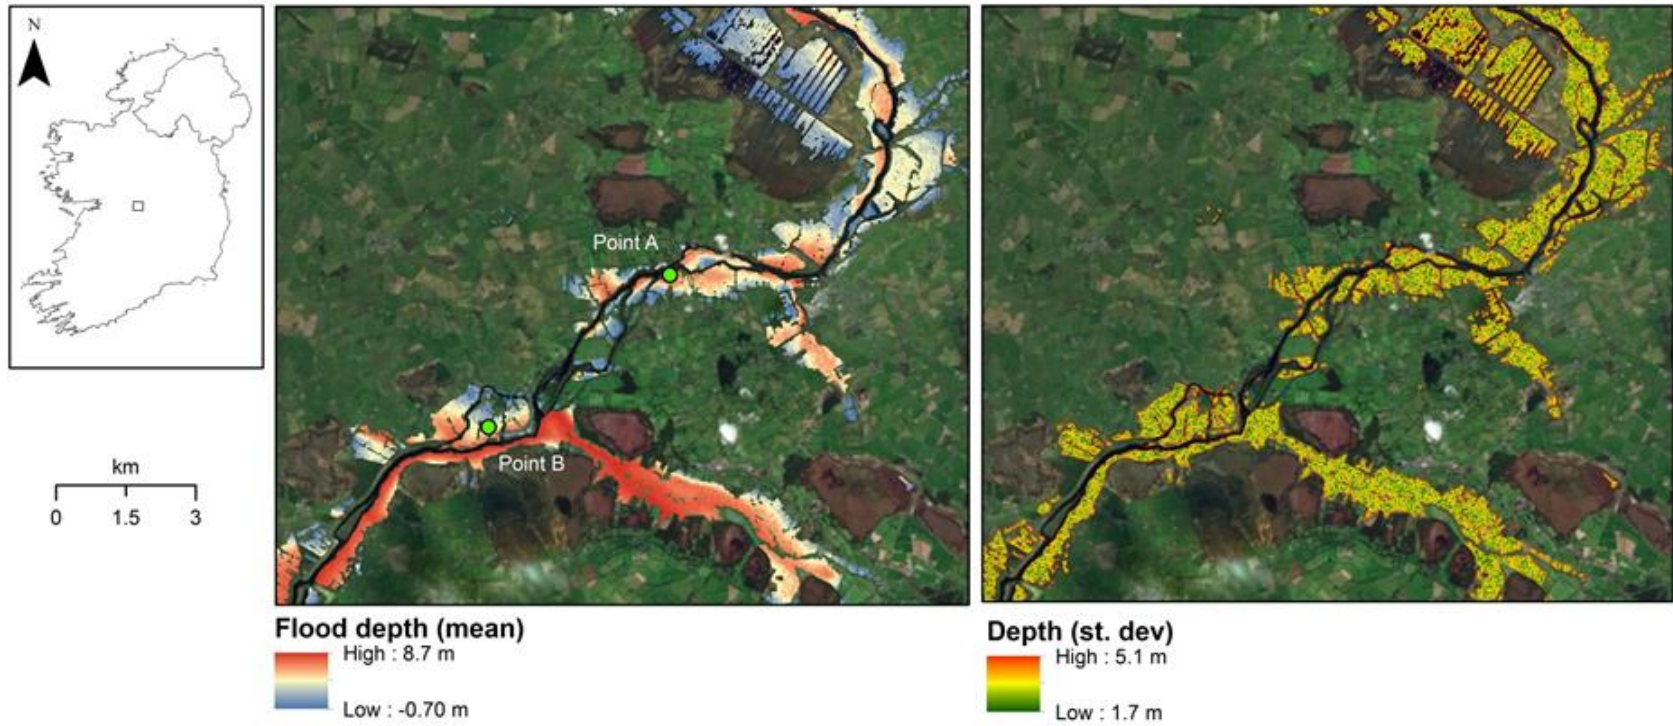 N
Point A
Point B
km
0 1.5 3
Flood depth (mean)
High : 8.7 m
Low : -0.70 m
Depth (st. dev)
High : 5.1 m
Low : 1.7 m